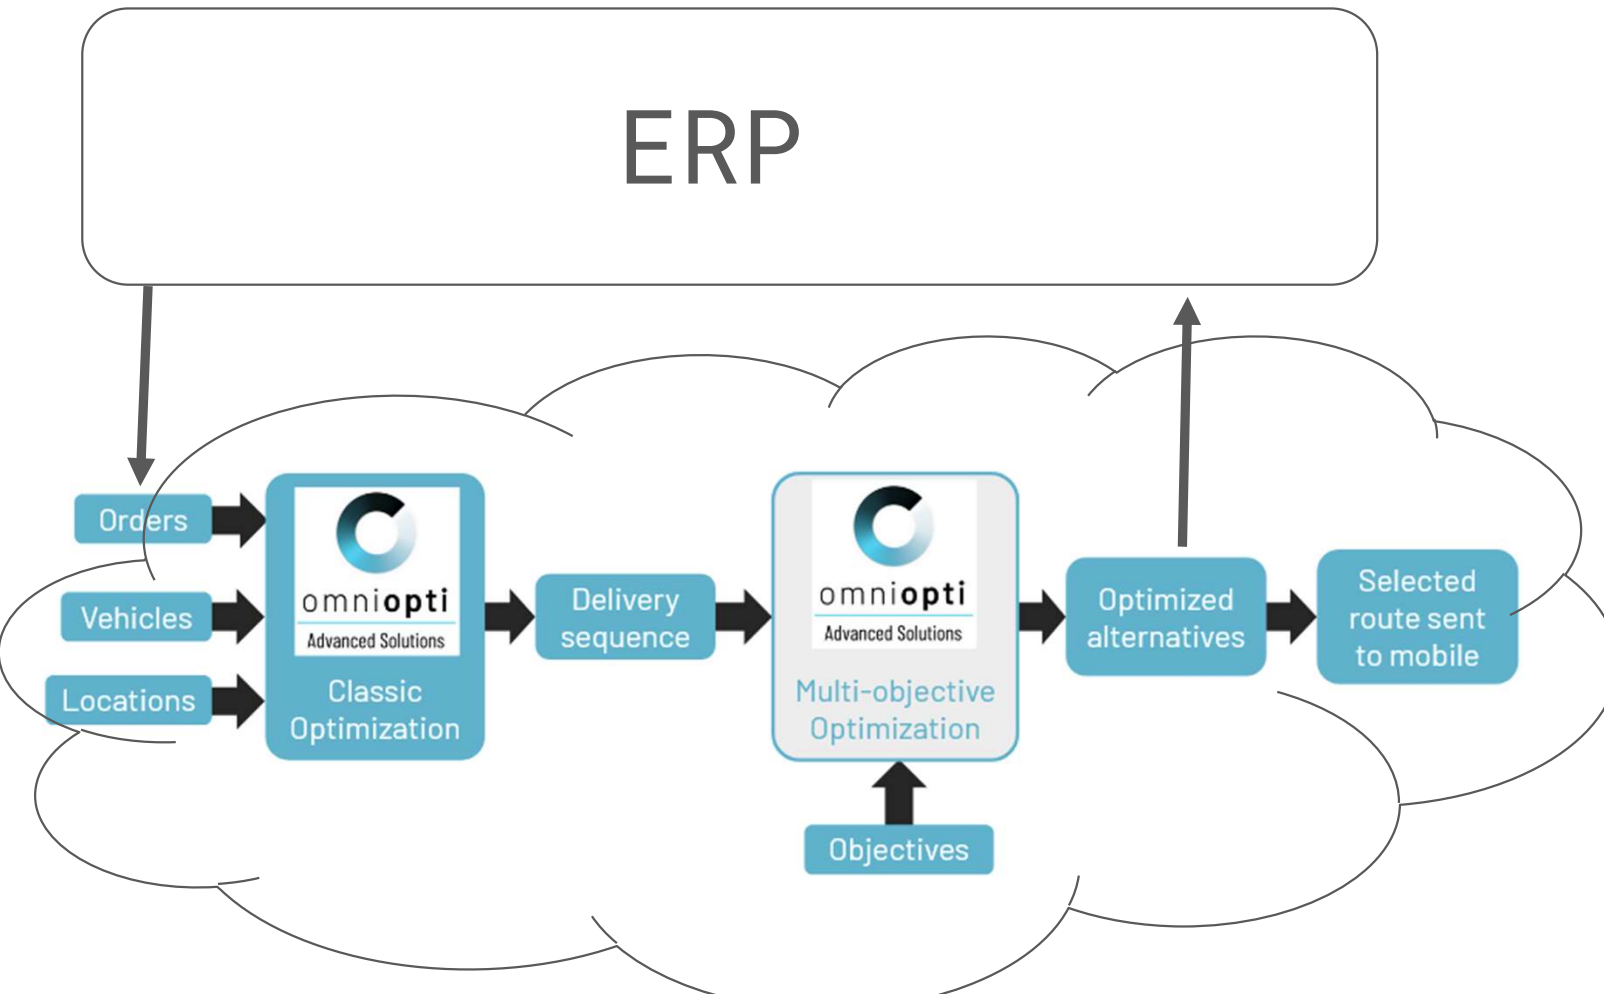 ERP
Orders
Vehicles
Locations
omniopti
Advanced Solutions
Classic
Optimization
Delivery
sequence
omniopti
Advanced Solutions
Multi-objective
Optimization
Objectives
Optimized
alternatives
Selected
route sent
to mobile